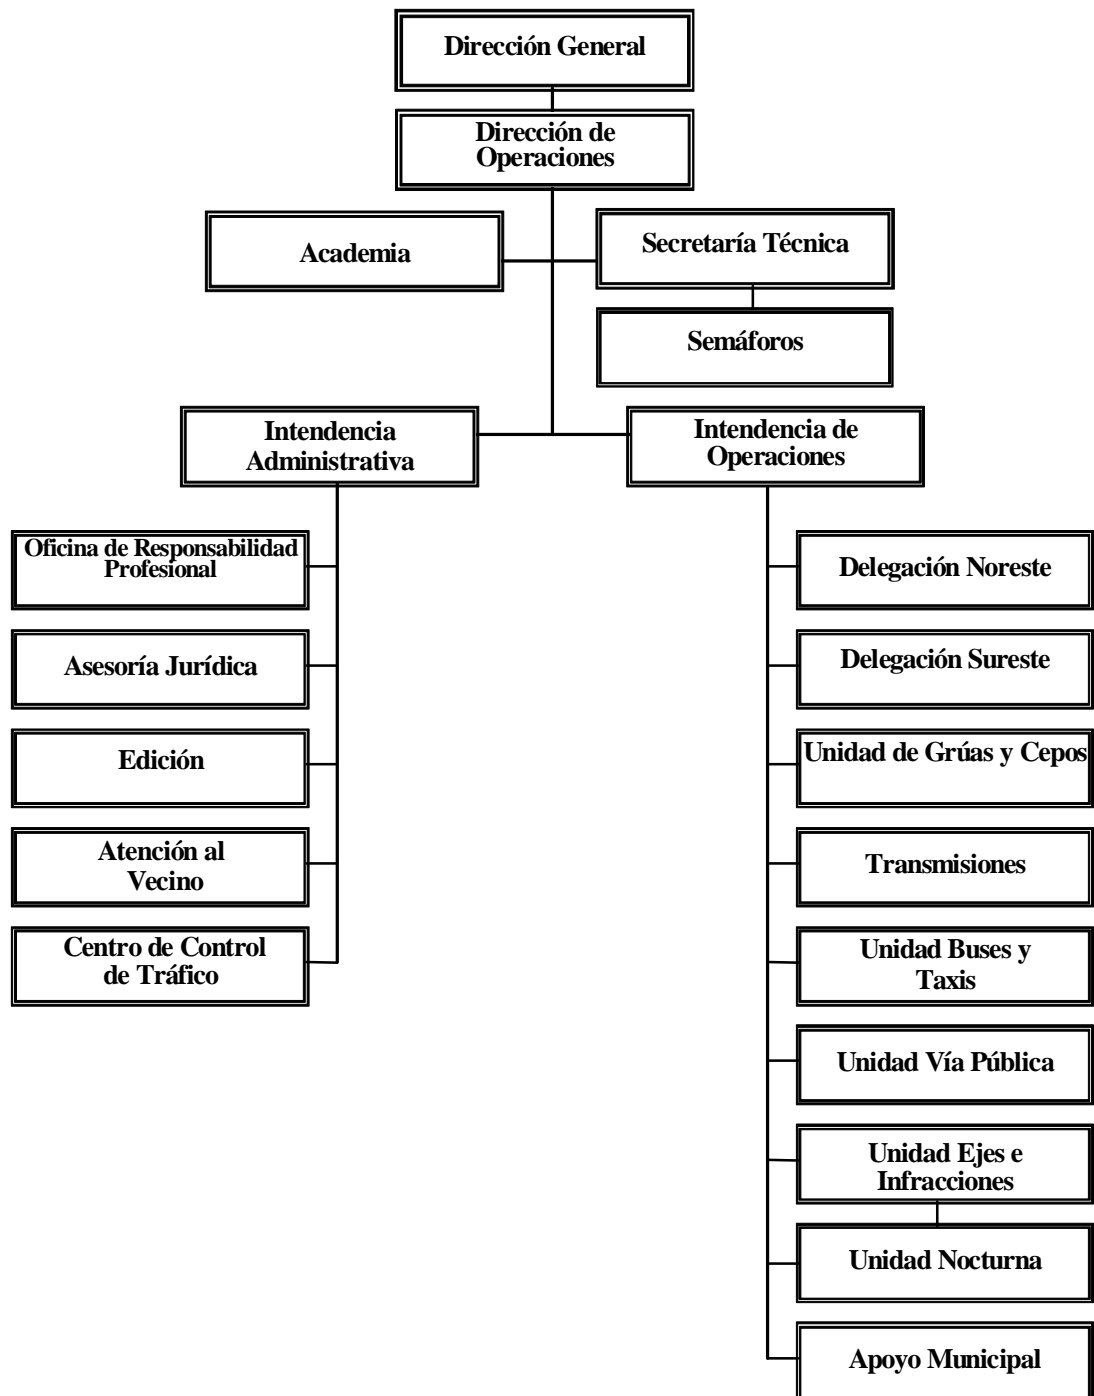 Dirección General
Dirección de
Operaciones
Academia
Secretaría Técnica
Semáforos
Intendencia
Administrativa
Intendencia de
Operaciones
Oficina de Responsabilidad
Profesional
Asesoría Jurídica
Edición
Atención al
Vecino
Centro de Control
de Tráfico
Delegación Noreste
Delegación Sureste
Unidad de Grúas y Cepos
Transmisiones
Unidad Buses y
Taxis
Unidad Vía Pública
Unidad Ejes e
Infracciones
Unidad Nocturna
Apoyo Municipal